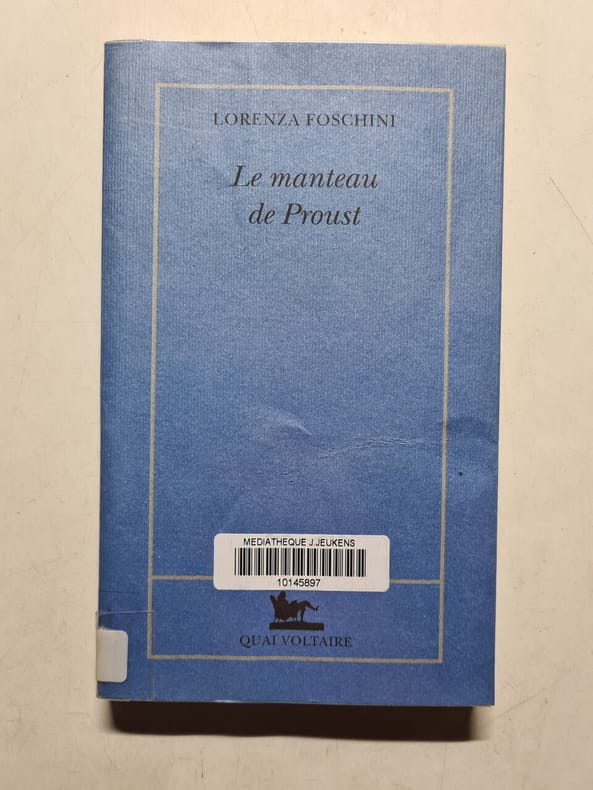 LORENZA FOSCHINI
Le manteau
de Proust
MEDIATHEQUE J.JEUKENS
10145897
QUAI VOLTAIRE